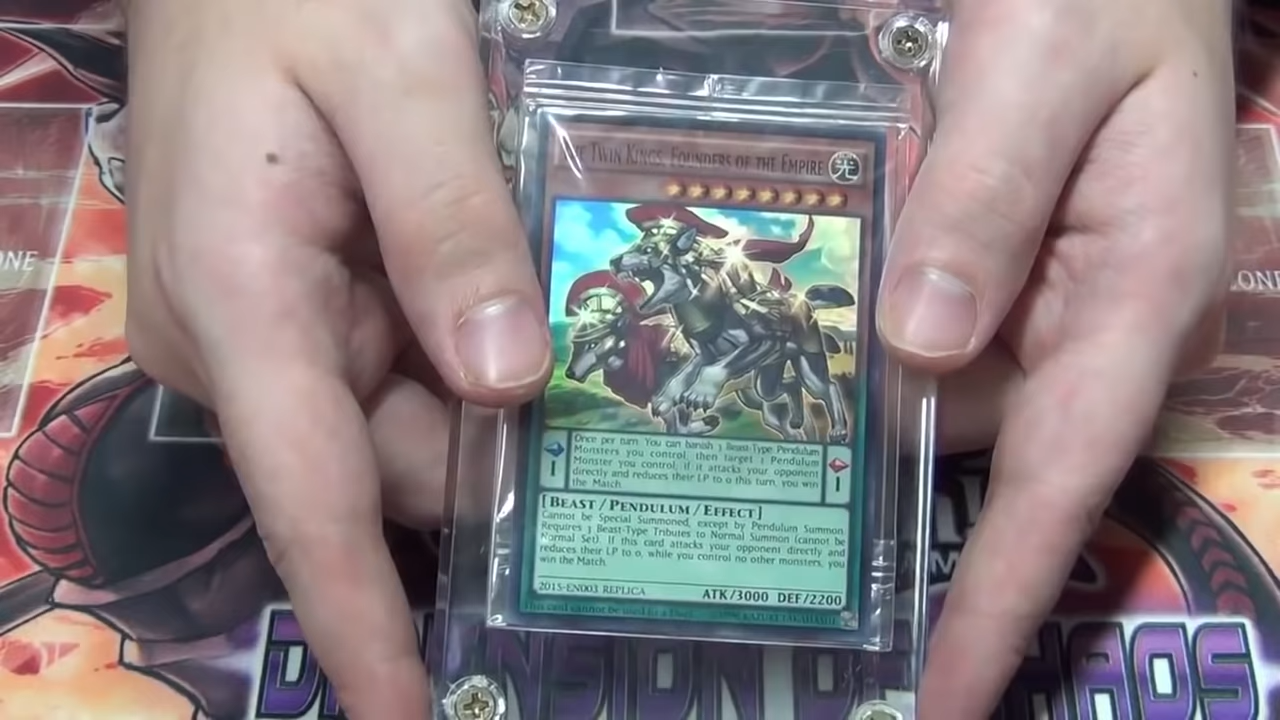 THE TWIN KINGS, FOUNDERS OF THE EMPIRE
光
ONE
ONE
Once per turn: You can banish 3 Beast-Type Pendulum
Monsters you control, then target 1 Pendulum
Monster you control; if it attacks your opponent
directly and reduces their LP to 0 this turn, you win
the Match.
1
1
[BEAST/PENDULUM/EFFECT]
Cannot be Special Summoned, except by Pendulum Summon.
Requires 3 Beast-Type Tributes to Normal Summon (cannot be
Normal Set). If this card attacks your opponent directly and
reduces their LP to 0, while you control no other monsters, you
win the Match.
2015-EN003 REPLICA
ATK/3000 DEF/2200
This card cannot be used in a Duel. ©1996 KAZUKI TAKAHASHI
DIMENSION OF CHAOS